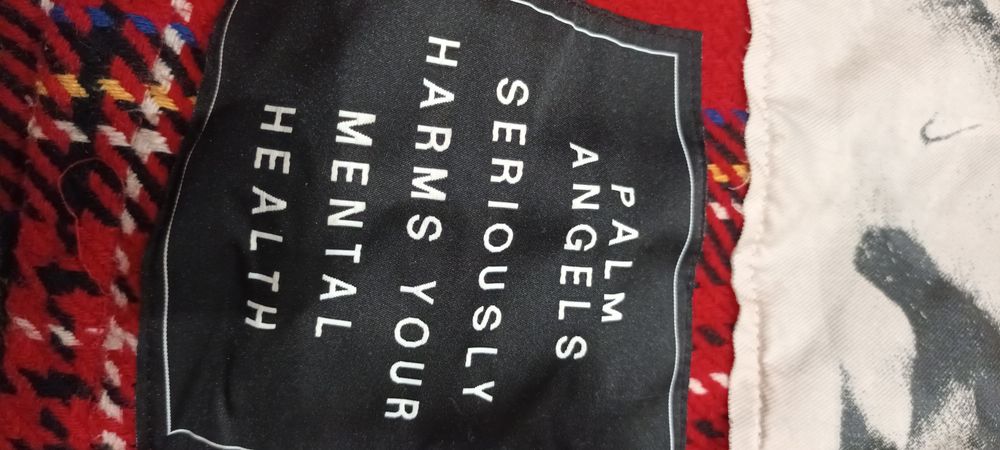 PALM
ANGELS
SERIOUSLY
HARMS YOUR
MENTAL
HEALTH